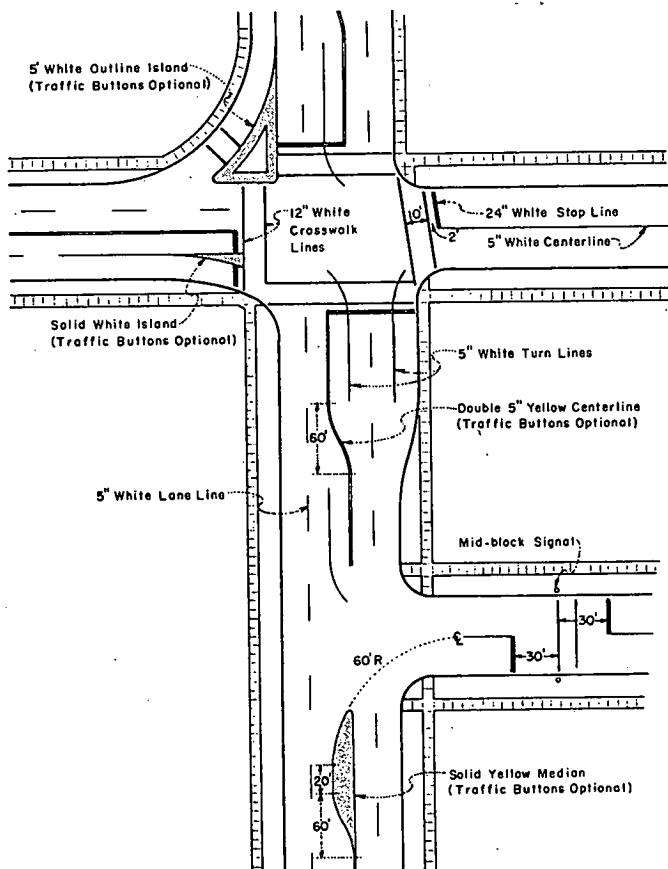 5' White Outline Island
(Traffic Buttons Optional)
12" White
Crosswalk
Lines
10'
24" White Stop Line
2'
5" White Centerline
Solid White Island
(Traffic Buttons Optional)
5" White Turn Lines
60'
Double 5" Yellow Centerline
(Traffic Buttons Optional)
5" White Lane Line
Mid-block Signal
30'
30'
60'R
℄
20'
60'
Solid Yellow Median
(Traffic Buttons Optional)